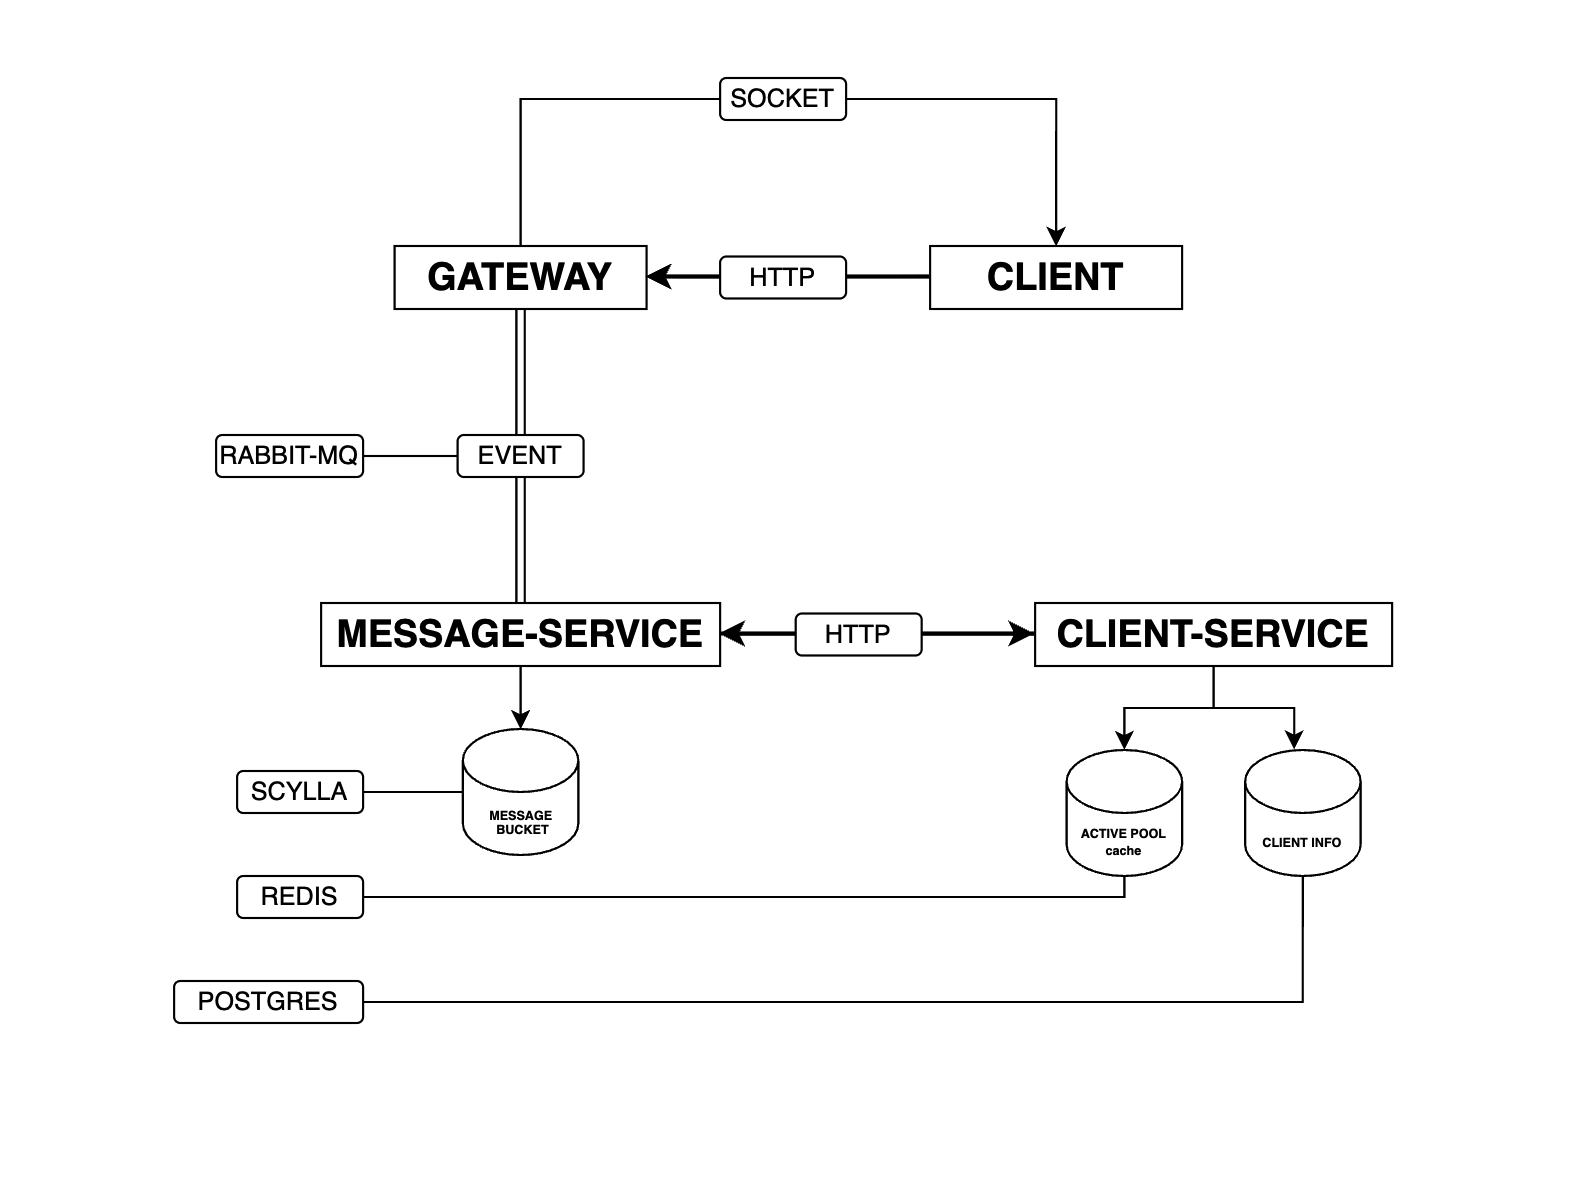 SOCKET
GATEWAY
HTTP
CLIENT
RABBIT-MQ
EVENT
MESSAGE-SERVICE
HTTP
CLIENT-SERVICE
SCYLLA
MESSAGE
BUCKET
ACTIVE POOL
cache
CLIENT INFO
REDIS
POSTGRES